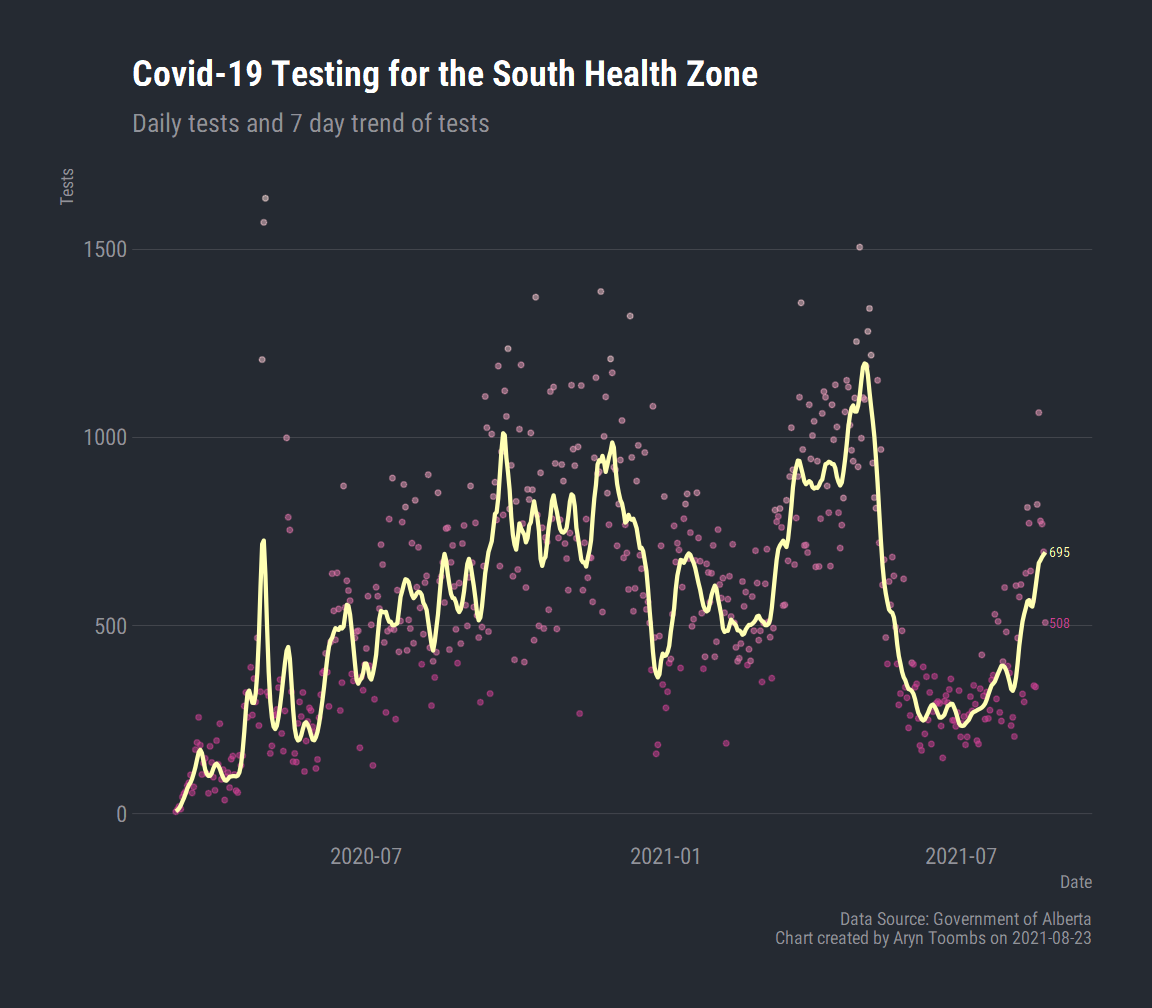 Covid-19 Testing for the South Health Zone
Daily tests and 7 day trend of tests
Tests
1500
1000
500
0
695
508
2020-07
2021-01
2021-07
Date
Data Source: Government of Alberta
Chart created by Aryn Toombs on 2021-08-23